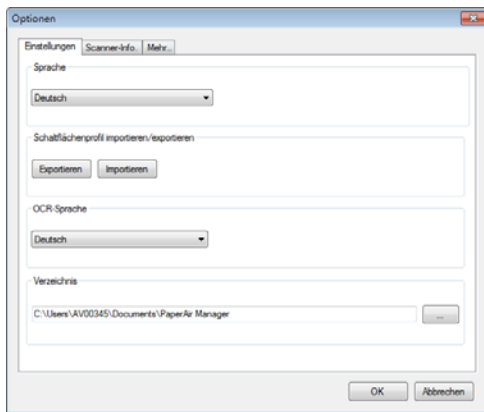 Optionen
Einstellungen Scanner-Info. Mehr...
Sprache
Deutsch
Schaltflächenprofil importieren/exportieren
Exportieren Importieren
OCR-Sprache
Deutsch
Verzeichnis
C:\Users\AV00345\Documents\PaperAir Manager ...
OK Abbrechen